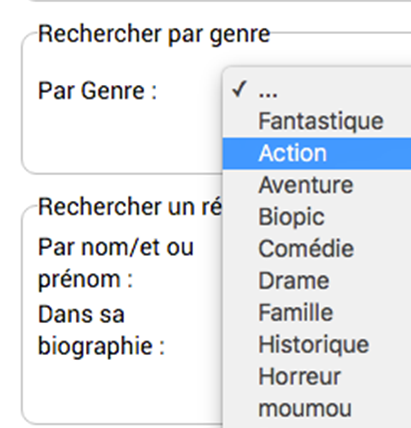 Rechercher par genre
Par Genre :
✓ ...
Fantastique
Action
Aventure
Biopic
Comédie
Drame
Famille
Historique
Horreur
moumou
Rechercher un ré
Par nom/et ou
prénom :
Dans sa
biographie :